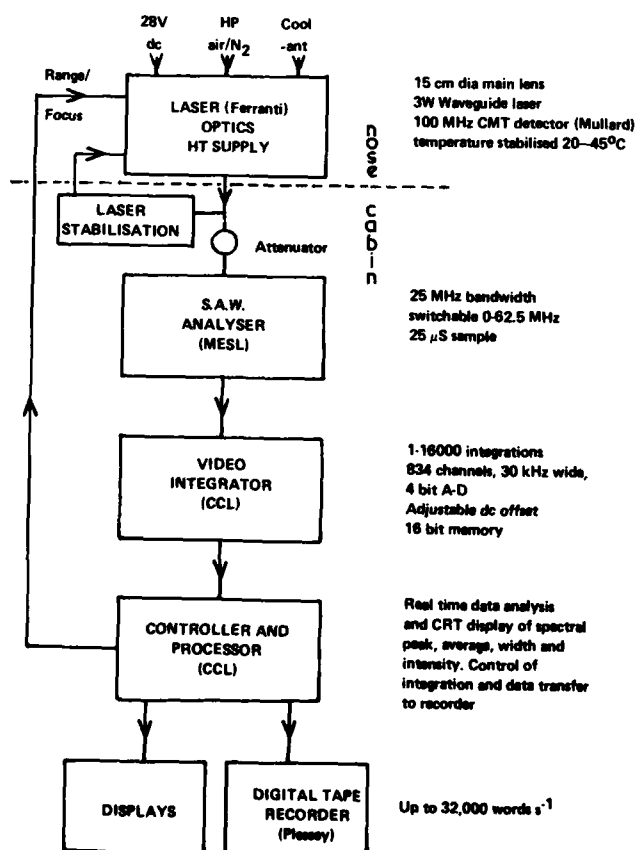 28V HP Cool
dc air/N2 -ant
Range/
Focus
LASER (Ferranti)
OPTICS
HT SUPPLY
15 cm dia main lens
3W Waveguide laser
100 MHz CMT detector (Mullard)
temperature stabilised 20–45°C
nose
cabin
LASER
STABILISATION
Attenuator
S.A.W.
ANALYSER
(MESL)
25 MHz bandwidth
switchable 0-62.5 MHz
25 μS sample
VIDEO
INTEGRATOR
(CCL)
1-16000 integrations
834 channels, 30 kHz wide,
4 bit A-D
Adjustable dc offset
16 bit memory
CONTROLLER AND
PROCESSOR
(CCL)
Real time data analysis
and CRT display of spectral
peak, average, width and
intensity. Control of
integration and data transfer
to recorder
DISPLAYS
DIGITAL TAPE
RECORDER
(Plessey)
Up to 32,000 words s-1